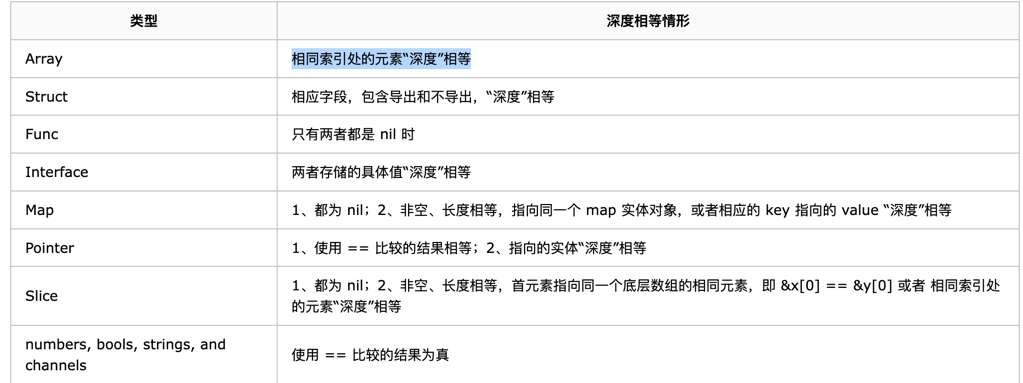 类型 深度相等情形
Array 相同索引处的元素“深度”相等
Struct 相应字段，包含导出和不导出，“深度”相等
Func 只有两者都是 nil 时
Interface 两者存储的具体值“深度”相等
Map 1、都为 nil；2、非空、长度相等，指向同一个 map 实体对象，或者相应的 key 指向的 value “深度”相等
Pointer 1、使用 == 比较的结果相等；2、指向的实体“深度”相等
Slice 1、都为 nil；2、非空、长度相等，首元素指向同一个底层数组的相同元素，即 &x[0] == &y[0] 或者 相同索引处
的元素“深度”相等
numbers, bools, strings, and
channels 使用 == 比较的结果为真